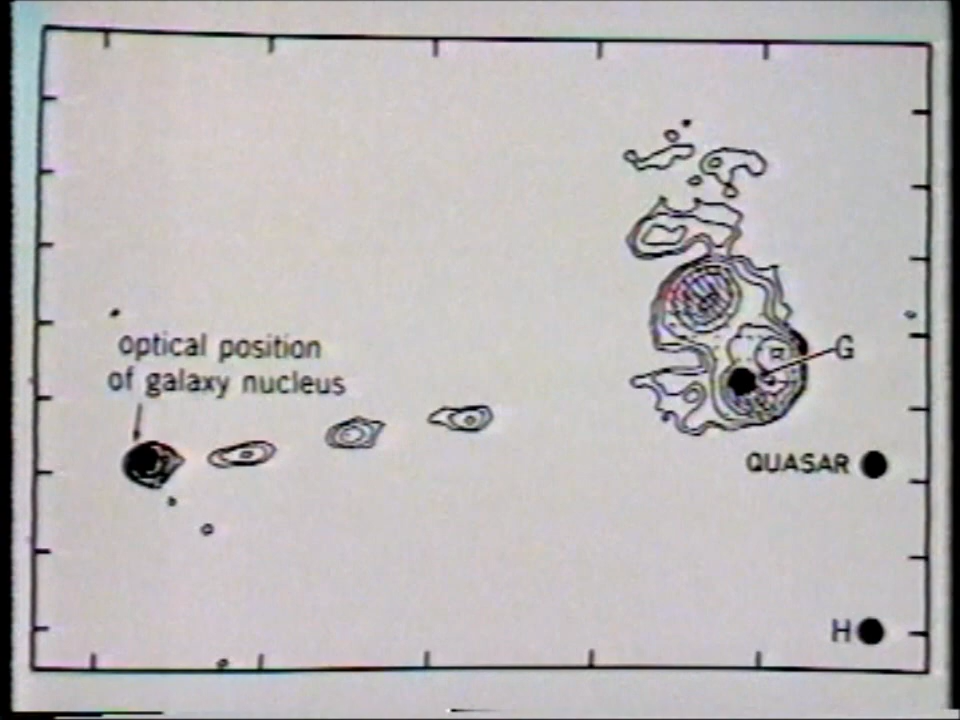 optical position
of galaxy nucleus
G
QUASAR
H